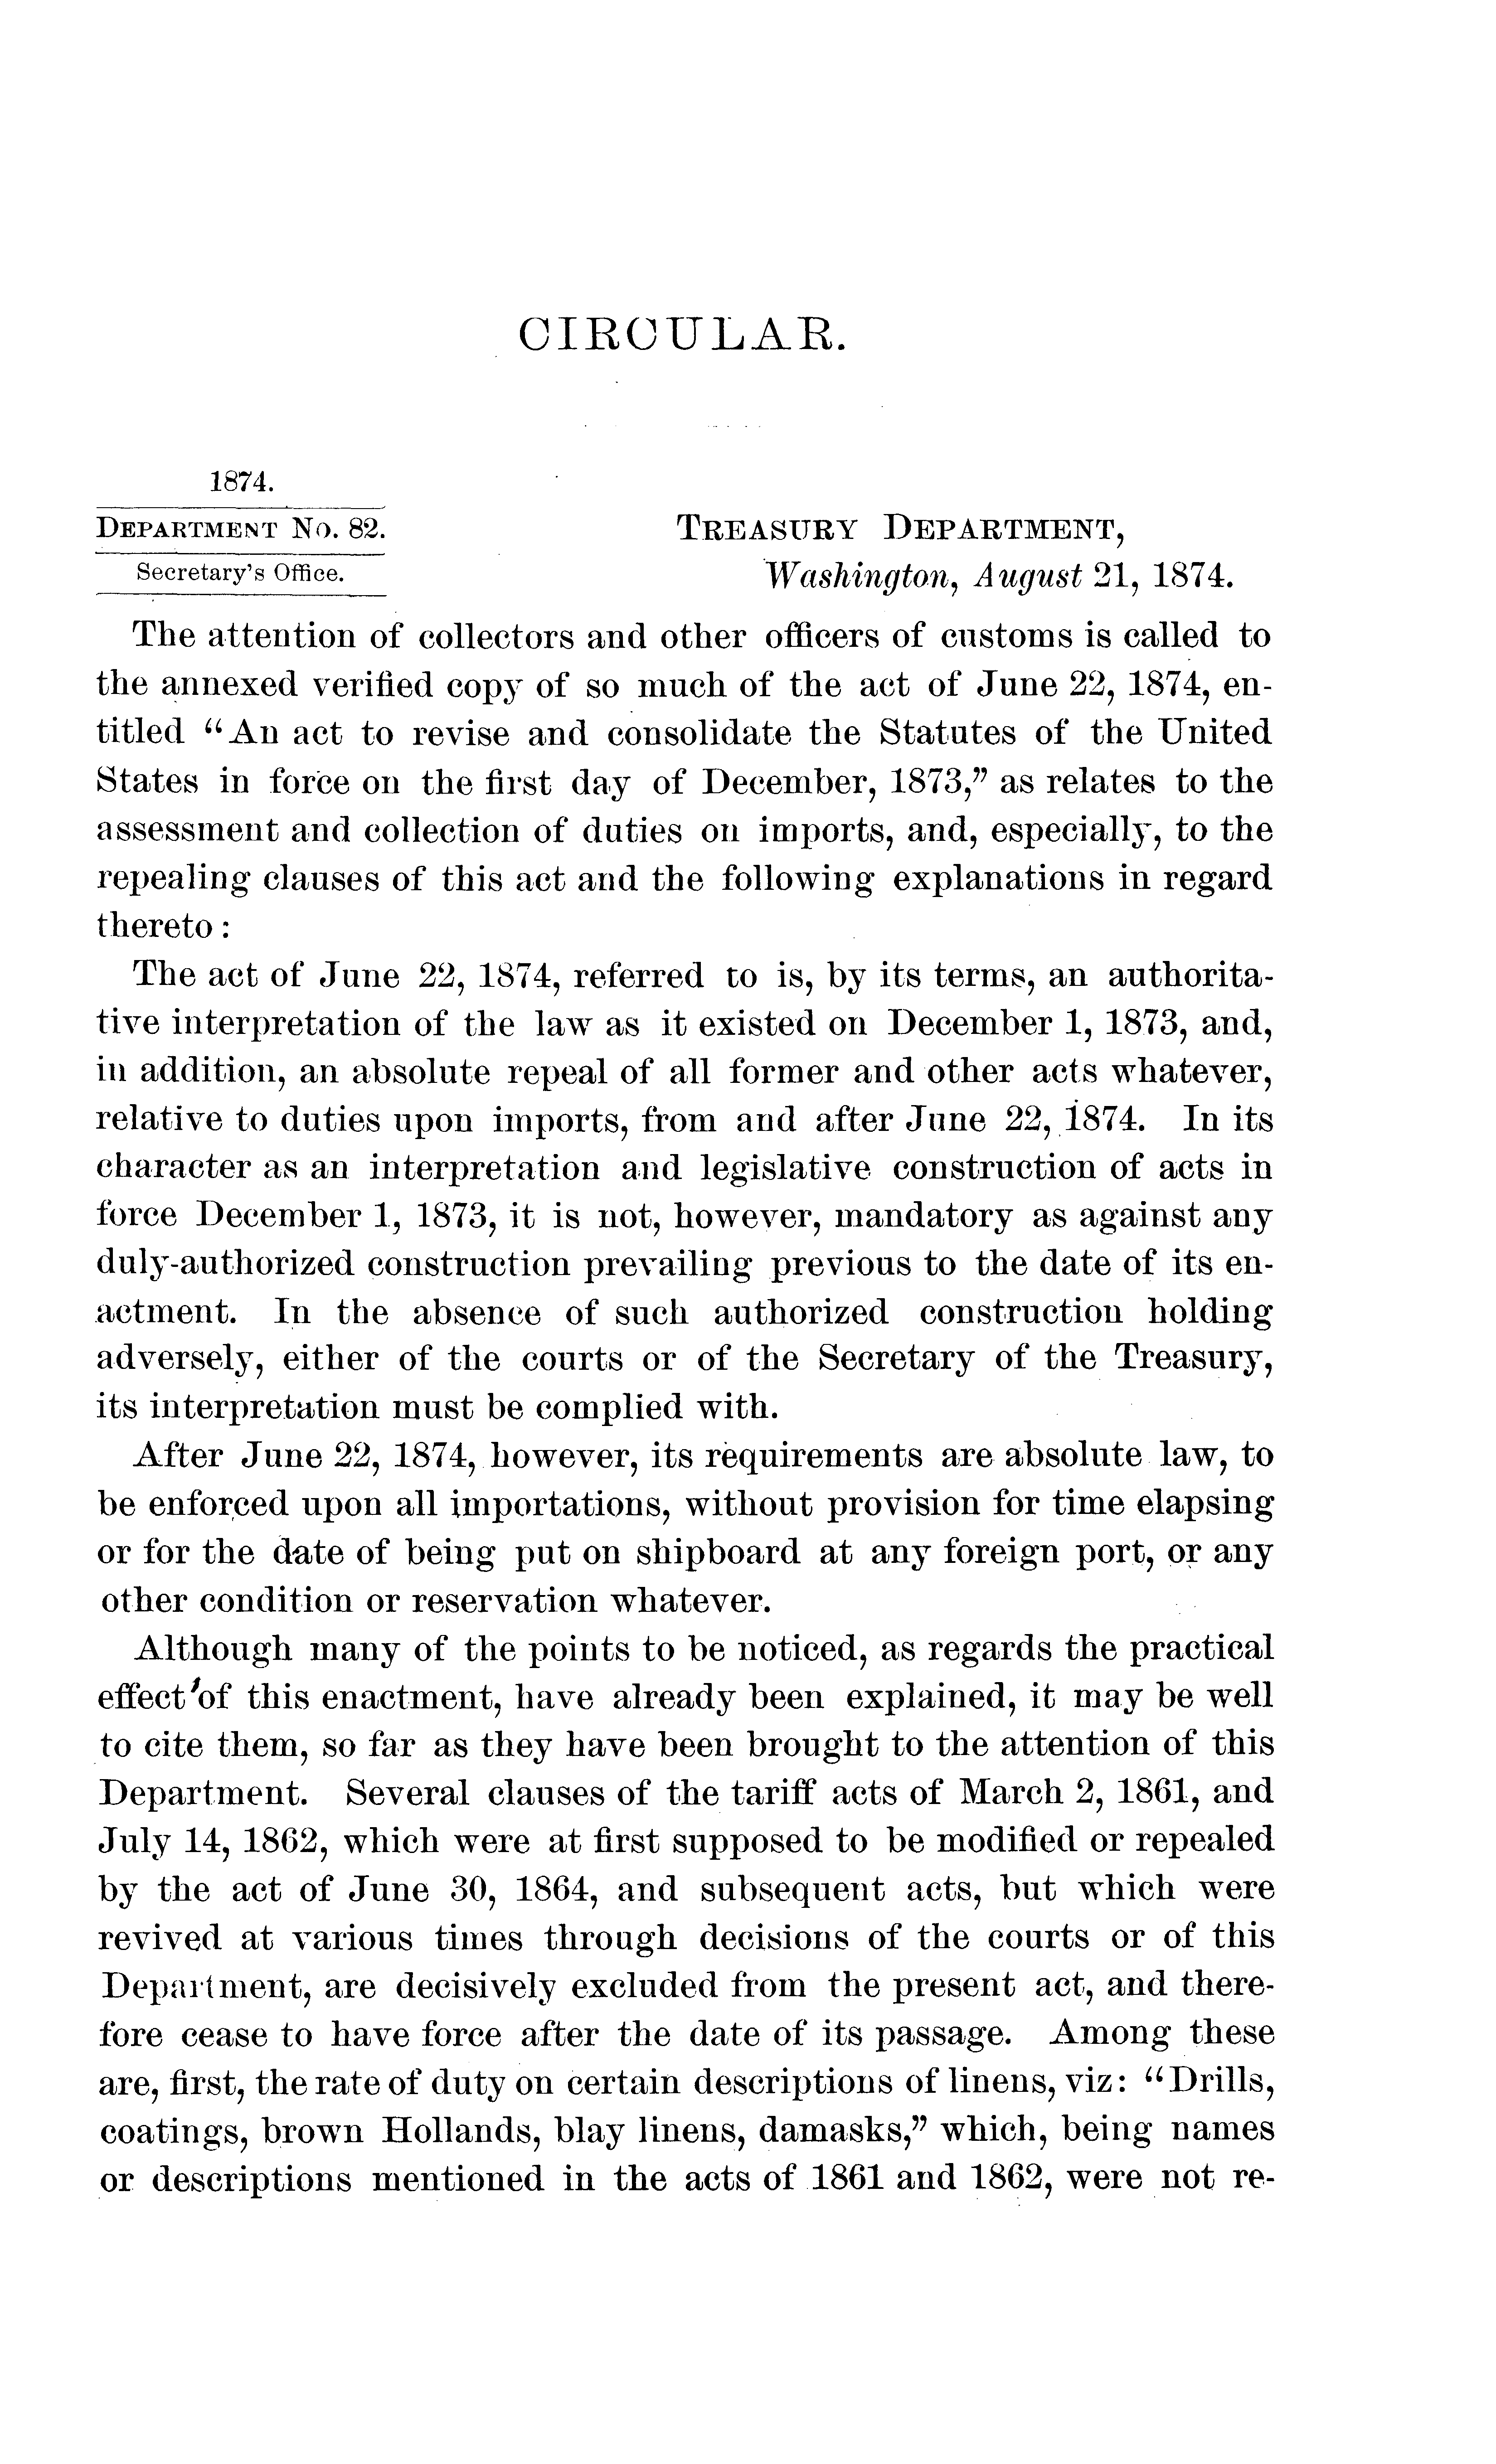 CIRCULAR.
1874.
DEPARTMENT No. 82.
Secretary's Office.
TREASURY DEPARTMENT,
Washington, August 21, 1874.
The attention of collectors and other officers of customs is called to
the annexed verified copy of so much of the act of June 22, 1874, en-
titled “An act to revise and consolidate the Statutes of the United
States in force on the first day of December, 1873,” as relates to the
assessment and collection of duties on imports, and, especially, to the
repealing clauses of this act and the following explanations in regard
thereto:
The act of June 22, 1874, referred to is, by its terms, an authorita-
tive interpretation of the law as it existed on December 1, 1873, and,
in addition, an absolute repeal of all former and other acts whatever,
relative to duties upon imports, from and after June 22, 1874. In its
character as an interpretation and legislative construction of acts in
force December 1, 1873, it is not, however, mandatory as against any
duly-authorized construction prevailing previous to the date of its en-
actment. In the absence of such authorized construction holding
adversely, either of the courts or of the Secretary of the Treasury,
its interpretation must be complied with.
After June 22, 1874, however, its requirements are absolute law, to
be enforced upon all importations, without provision for time elapsing
or for the date of being put on shipboard at any foreign port, or any
other condition or reservation whatever.
Although many of the points to be noticed, as regards the practical
effect of this enactment, have already been explained, it may be well
to cite them, so far as they have been brought to the attention of this
Department. Several clauses of the tariff acts of March 2, 1861, and
July 14, 1862, which were at first supposed to be modified or repealed
by the act of June 30, 1864, and subsequent acts, but which were
revived at various times through decisions of the courts or of this
Department, are decisively excluded from the present act, and there-
fore cease to have force after the date of its passage. Among these
are, first, the rate of duty on certain descriptions of linens, viz: “Drills,
coatings, brown Hollands, blay linens, damasks,” which, being names
or descriptions mentioned in the acts of 1861 and 1862, were not re-